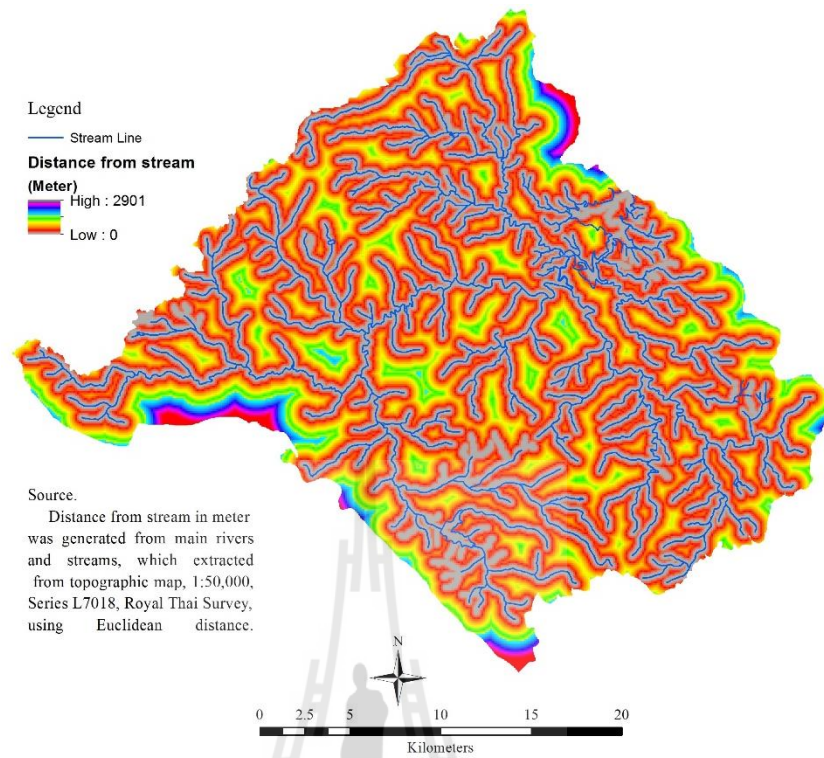 Legend
Stream Line
Distance from stream
(Meter)
High : 2901
Low : 0
Source.
Distance from stream in meter
was generated from main rivers
and streams, which extracted
from topographic map, 1:50,000,
Series L7018, Royal Thai Survey,
using Euclidean distance.
N
0 2.5 5 10 15 20
Kilometers